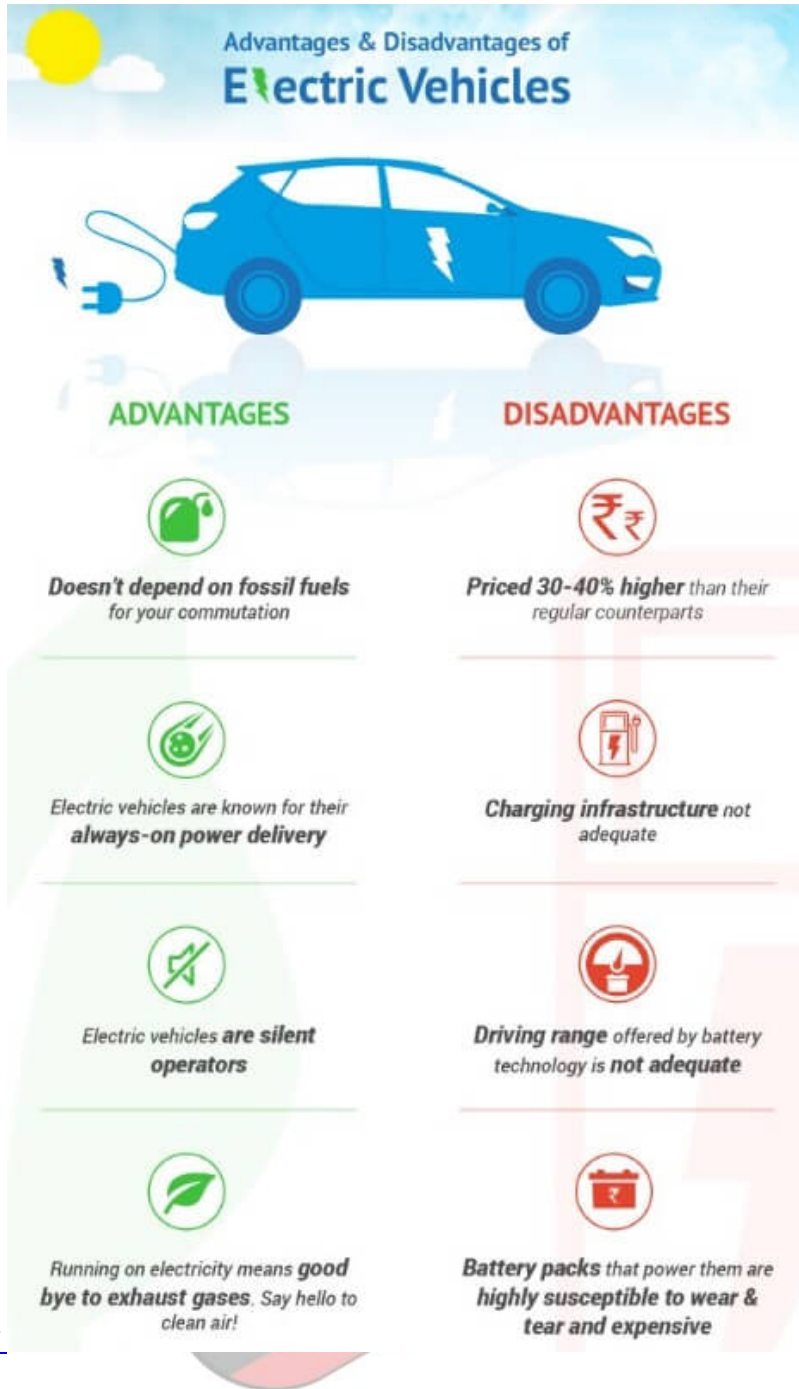 Advantages & Disadvantages of
Electric Vehicles
ADVANTAGES
DISADVANTAGES
₹₹
Doesn't depend on fossil fuels
for your commutation
Priced 30-40% higher than their
regular counterparts
Electric vehicles are known for their
always-on power delivery
Charging infrastructure not
adequate
Electric vehicles are silent
operators
Driving range offered by battery
technology is not adequate
₹
Running on electricity means good
bye to exhaust gases. Say hello to
clean air!
Battery packs that power them are
highly susceptible to wear &
tear and expensive